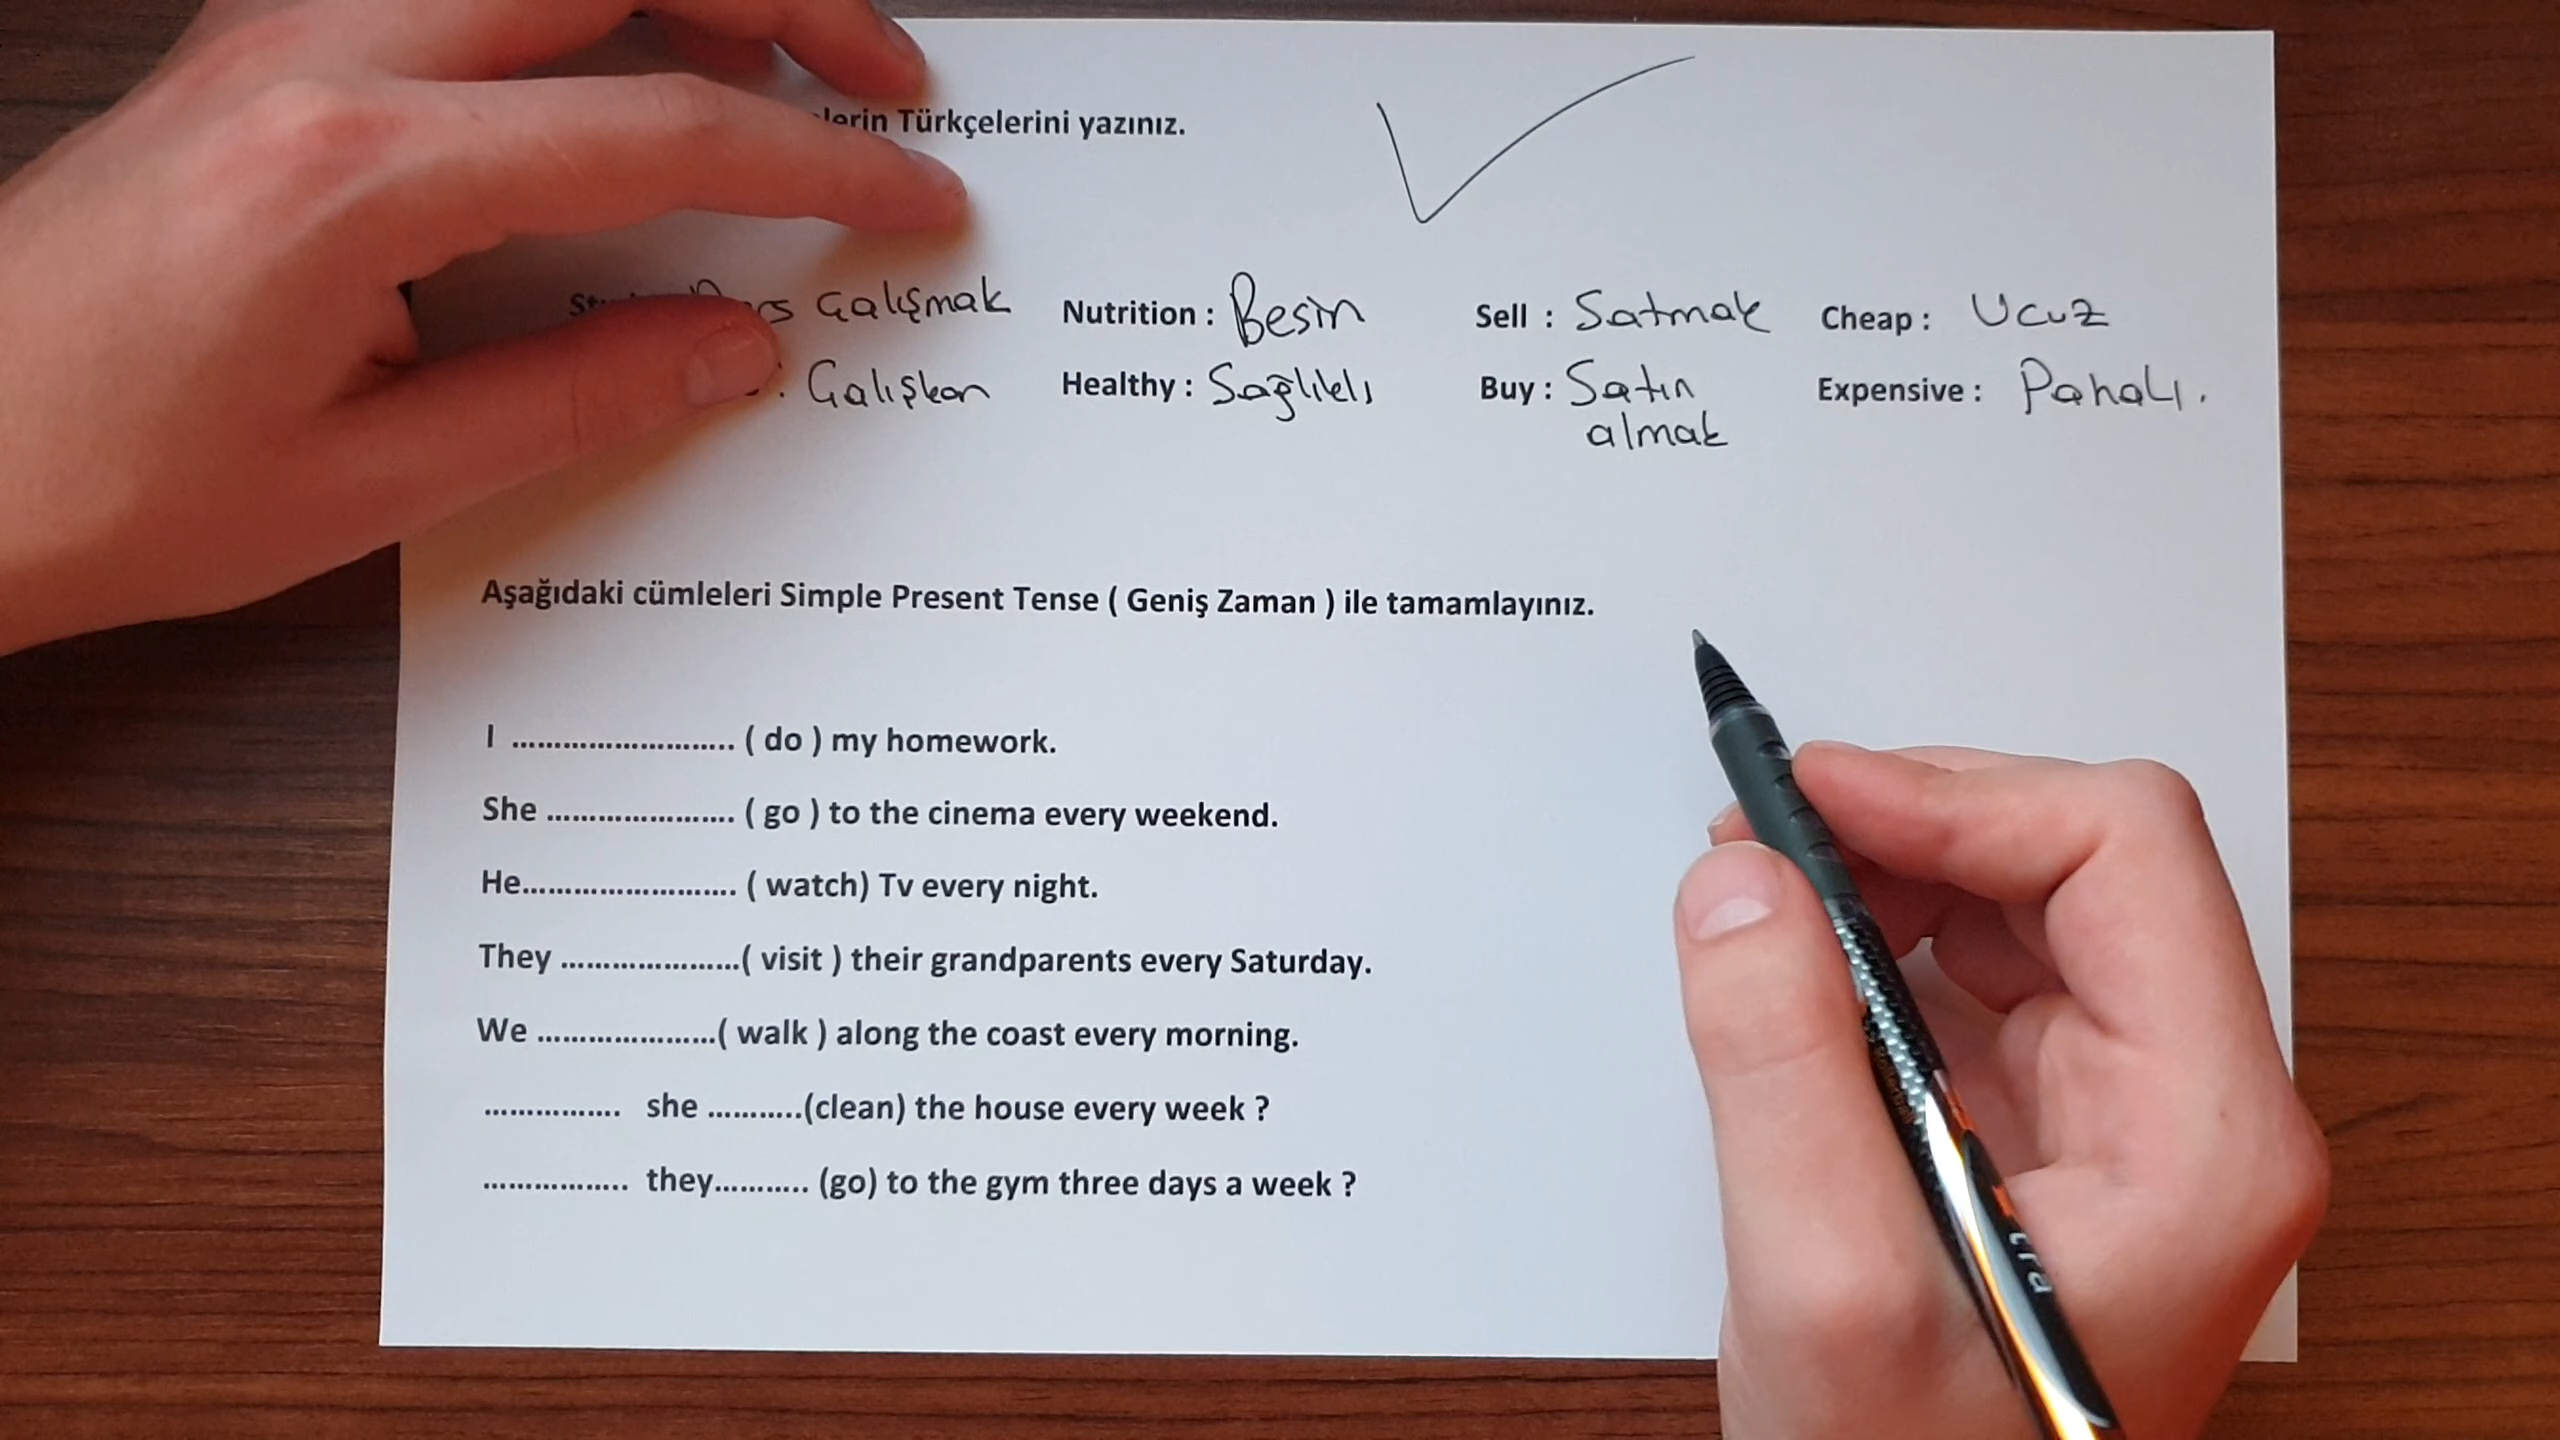 Türkçelerini yazınız.
Çalışmak Nutrition : Besin Sell : Satmak Cheap : Ucuz
: Çalışkan Healthy : Sağlıklı Buy : Satın almak Expensive : Pahalı.
Aşağıdaki cümleleri Simple Present Tense ( Geniş Zaman ) ile tamamlayınız.
I ............................ ( do ) my homework.
She ....................... ( go ) to the cinema every weekend.
He.......................... ( watch) Tv every night.
They ......................( visit ) their grandparents every Saturday.
We ......................( walk ) along the coast every morning.
................. she ...........(clean) the house every week ?
.................. they........... (go) to the gym three days a week ?